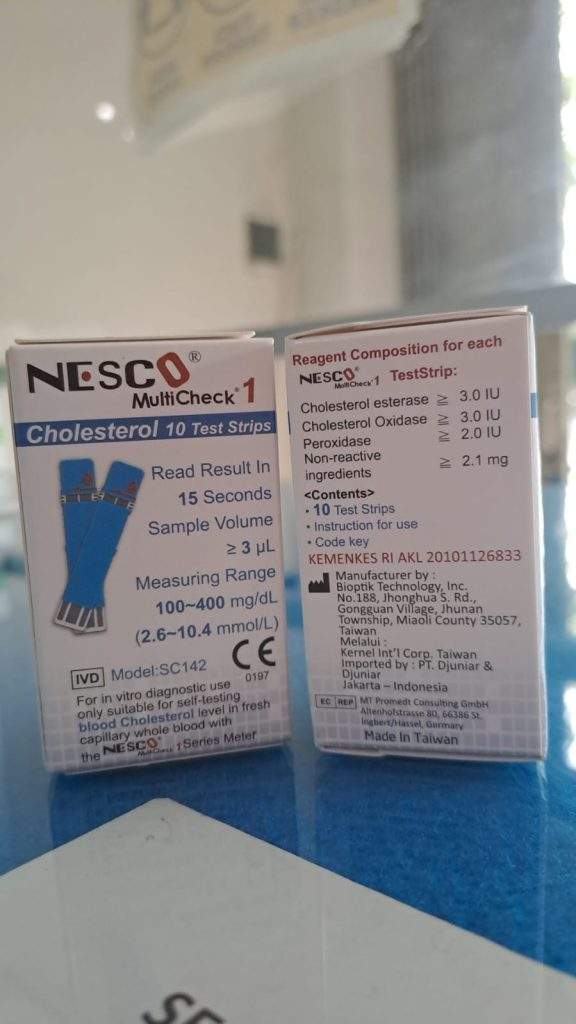 NESCO®
MultiCheck® 1
Cholesterol 10 Test Strips
Read Result In
15 Seconds
Sample Volume
≥ 3 µL
Measuring Range
100~400 mg/dL
(2.6~10.4 mmol/L)
IVD Model:SC142
CE
0197
For in vitro diagnostic use
only suitable for self-testing
blood Cholesterol level in fresh
capillary whole blood with
the NESCO® MultiCheck 1 Series Meter
Reagent Composition for each
NESCO® MultiCheck® 1 TestStrip:
Cholesterol esterase ≧ 3.0 IU
Cholesterol Oxidase ≧ 3.0 IU
Peroxidase ≧ 2.0 IU
Non-reactive
ingredients ≧ 2.1 mg
<Contents>
• 10 Test Strips
• Instruction for use
• Code key
KEMENKES RI AKL 20101126833
Manufacturer by :
Bioptik Technology, Inc.
No.188, Jhonghua S. Rd.,
Gongguan Village, Jhunan
Township, Miaoli County 35057,
Taiwan
Melalui :
Kernel Int'l Corp. Taiwan
Imported by : PT. Djuniar &
Djuniar
Jakarta – Indonesia
EC REP MT Promedt Consulting GmbH
Altenhofstrasse 80, 66386 St.
Ingbert/Hassel, Germany
Made In Taiwan